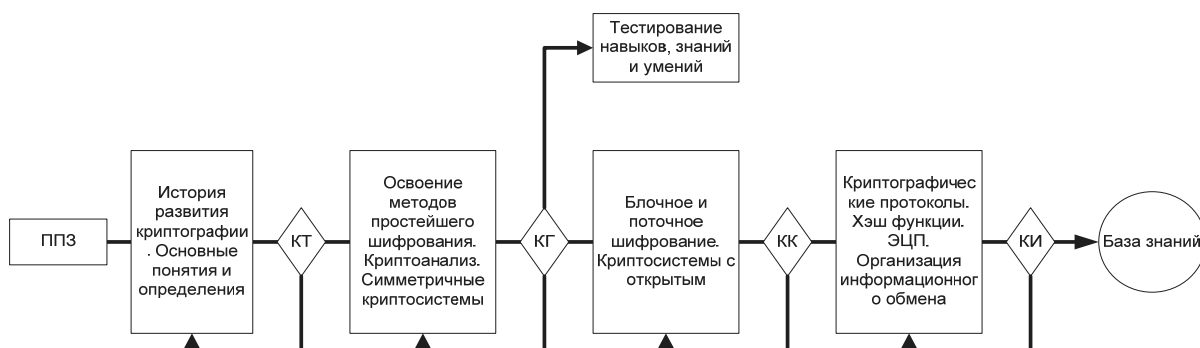 Тестирование
навыков, знаний
и умений
ППЗ
История
развития
криптографии
. Основные
понятия и
определения
КТ
Освоение
методов
простейшего
шифрования.
Криптоанализ.
Симметричные
криптосистемы
КГ
Блочное и
поточное
шифрование.
Криптосистемы с
открытым
КК
Криптографичес
кие протоколы.
Хэш функции.
ЭЦП.
Организация
информационног
о обмена
КИ
База знаний